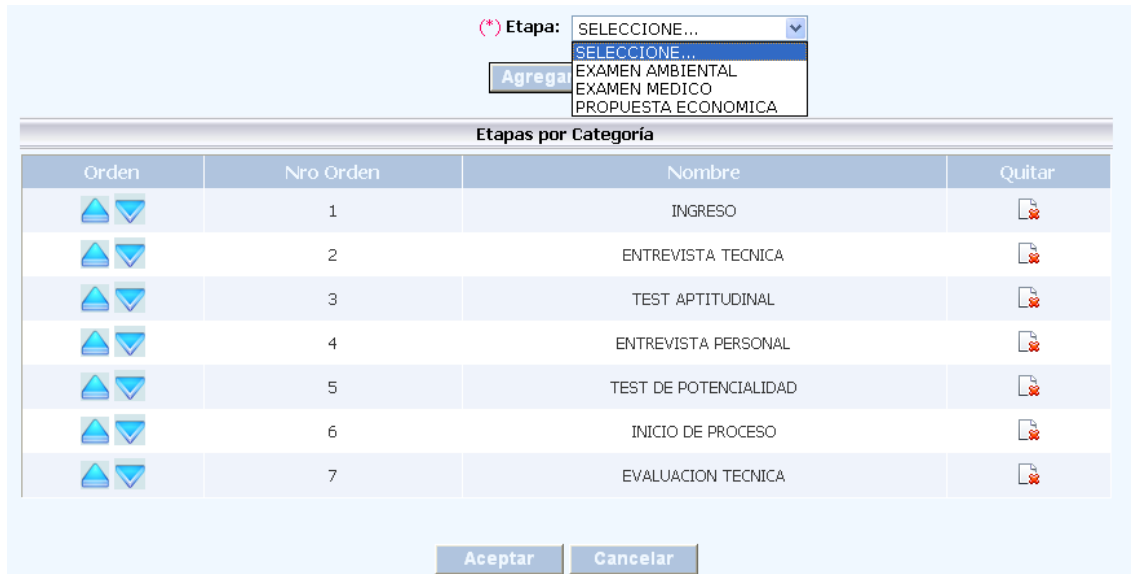 (*) Etapa: SELECCIONE...
SELECCIONE...
EXAMEN AMBIENTAL
EXAMEN MEDICO
PROPUESTA ECONOMICA
Agregar
Etapas por Categoría
Orden Nro Orden Nombre Quitar
1 INGRESO
2 ENTREVISTA TECNICA
3 TEST APTITUDINAL
4 ENTREVISTA PERSONAL
5 TEST DE POTENCIALIDAD
6 INICIO DE PROCESO
7 EVALUACION TECNICA
Aceptar Cancelar